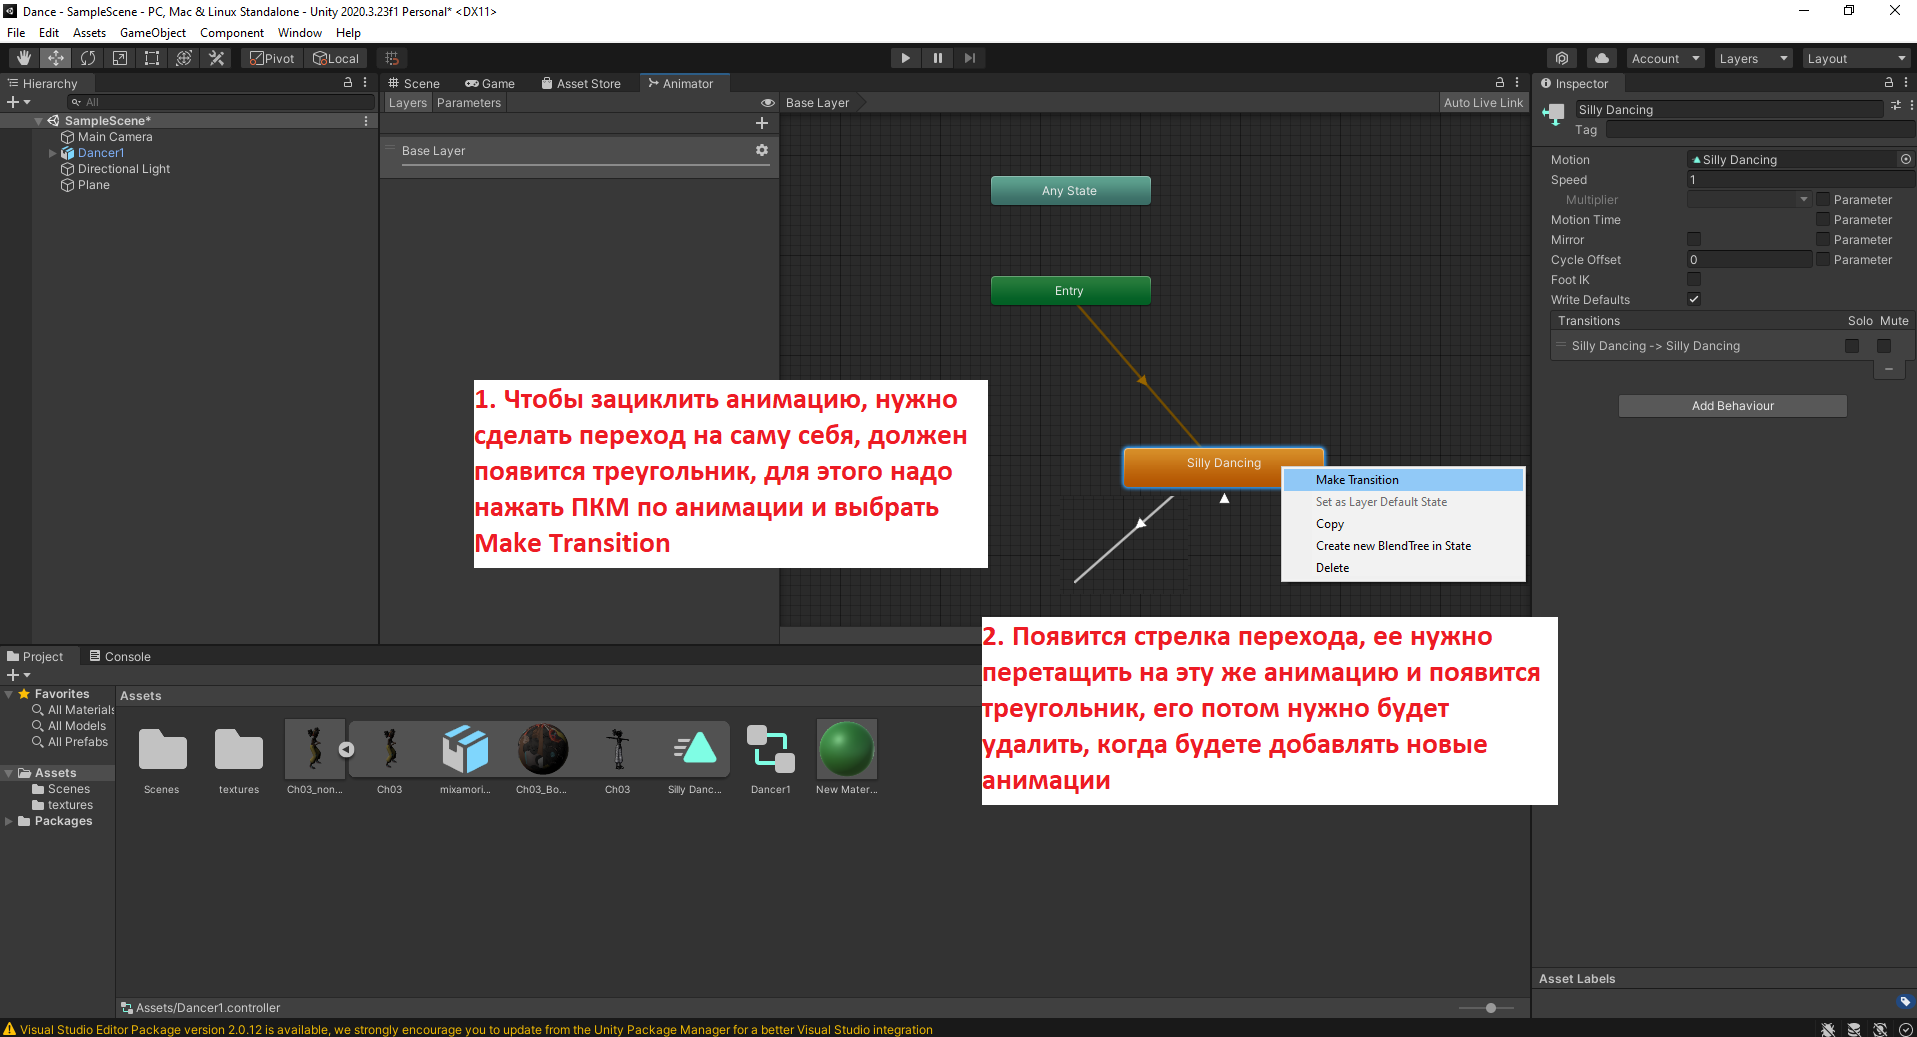 Dance - SampleScene - PC, Mac & Linux Standalone - Unity 2020.3.23f1 Personal* <DX11>
File Edit Assets GameObject Component Window Help
Pivot Local Account Layers Layout
Hierarchy
All
SampleScene*
Main Camera
Dancer1
Directional Light
Plane
Scene Game Asset Store Animator
Layers Parameters
Base Layer
Auto Live Link
Base Layer
Any State
Entry
Silly Dancing
Make Transition
Set as Layer Default State
Copy
Create new BlendTree in State
Delete
1. Чтобы зациклить анимацию, нужно
сделать переход на саму себя, должен
появится треугольник, для этого надо
нажать ПКМ по анимации и выбрать
Make Transition
2. Появится стрелка перехода, ее нужно
перетащить на эту же анимацию и появится
треугольник, его потом нужно будет
удалить, когда будете добавлять новые
анимации
Inspector
Silly Dancing
Tag
Motion Silly Dancing
Speed 1
Multiplier Parameter
Motion Time Parameter
Mirror Parameter
Cycle Offset 0 Parameter
Foot IK
Write Defaults
Transitions Solo Mute
Silly Dancing -> Silly Dancing
Add Behaviour
Asset Labels
Project Console
Favorites
All Materials
All Models
All Prefabs
Assets
Scenes
textures
Packages
Assets
Scenes
textures
Ch03_non...
Ch03
mixamori...
Ch03_Bo...
Ch03
Silly Danc...
Dancer1
New Mater...
Assets/Dancer1.controller
Visual Studio Editor Package version 2.0.12 is available, we strongly encourage you to update from the Unity Package Manager for a better Visual Studio integration